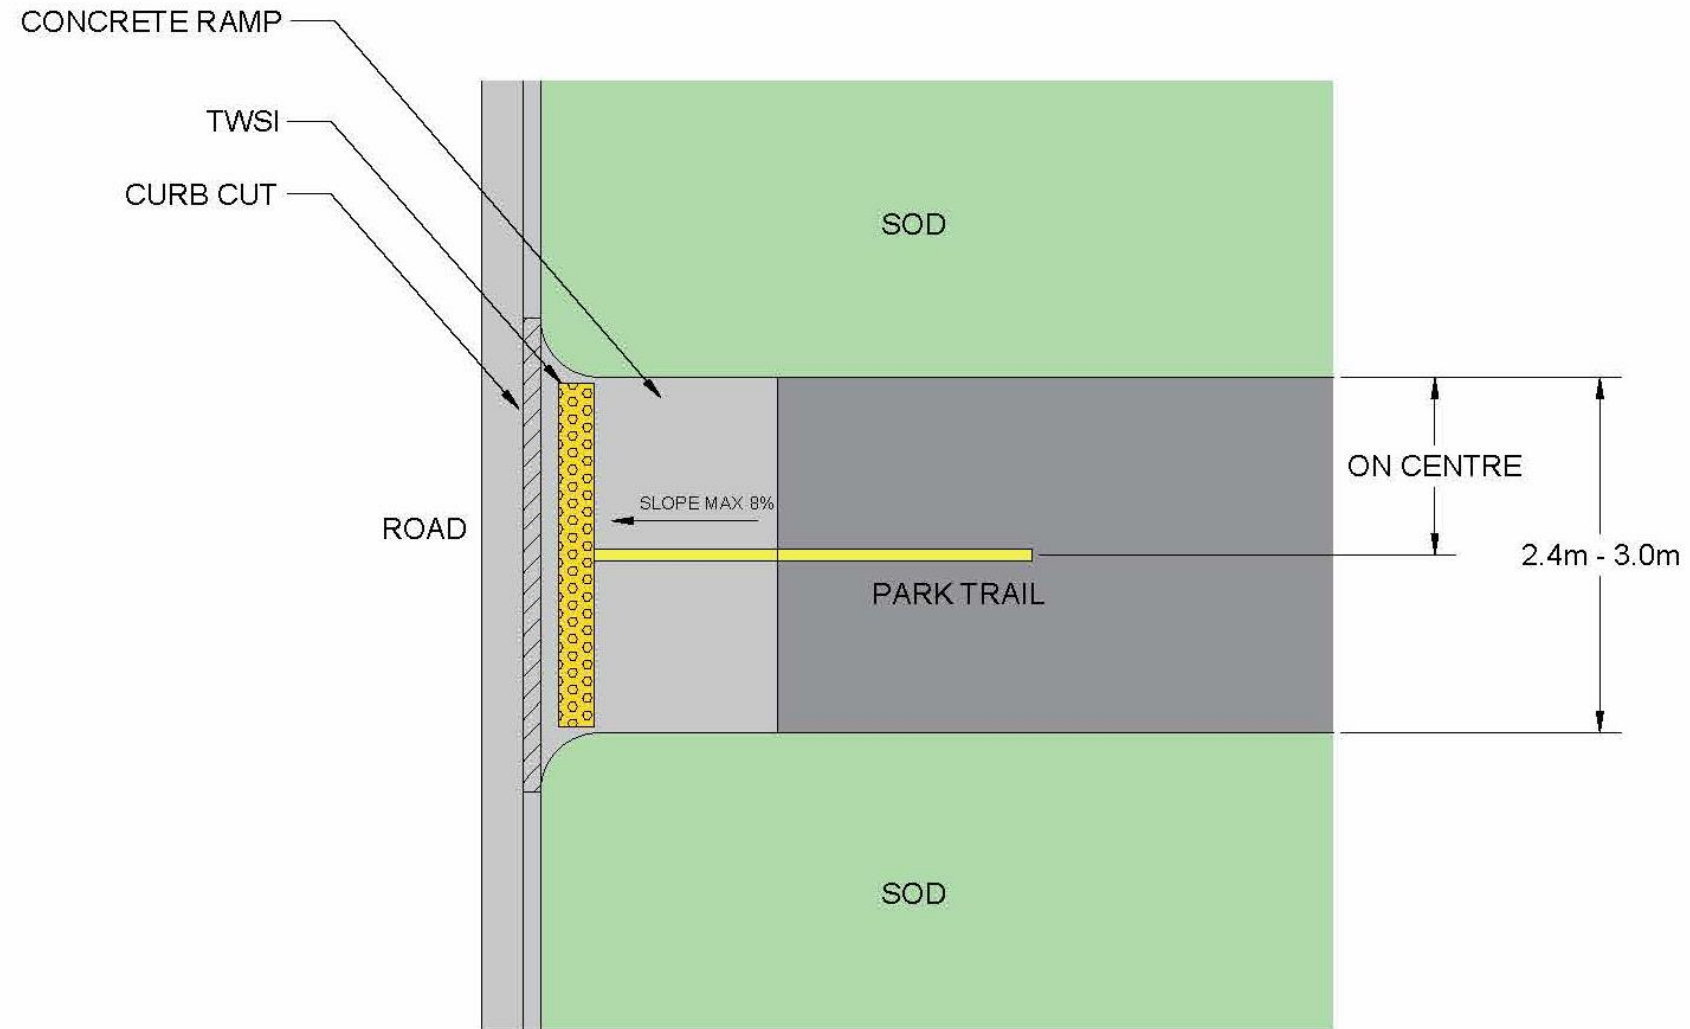 CONCRETE RAMP
TWSI
CURB CUT
SOD
ON CENTRE
SLOPE MAX 8%
ROAD
2.4m - 3.0m
PARK TRAIL
SOD